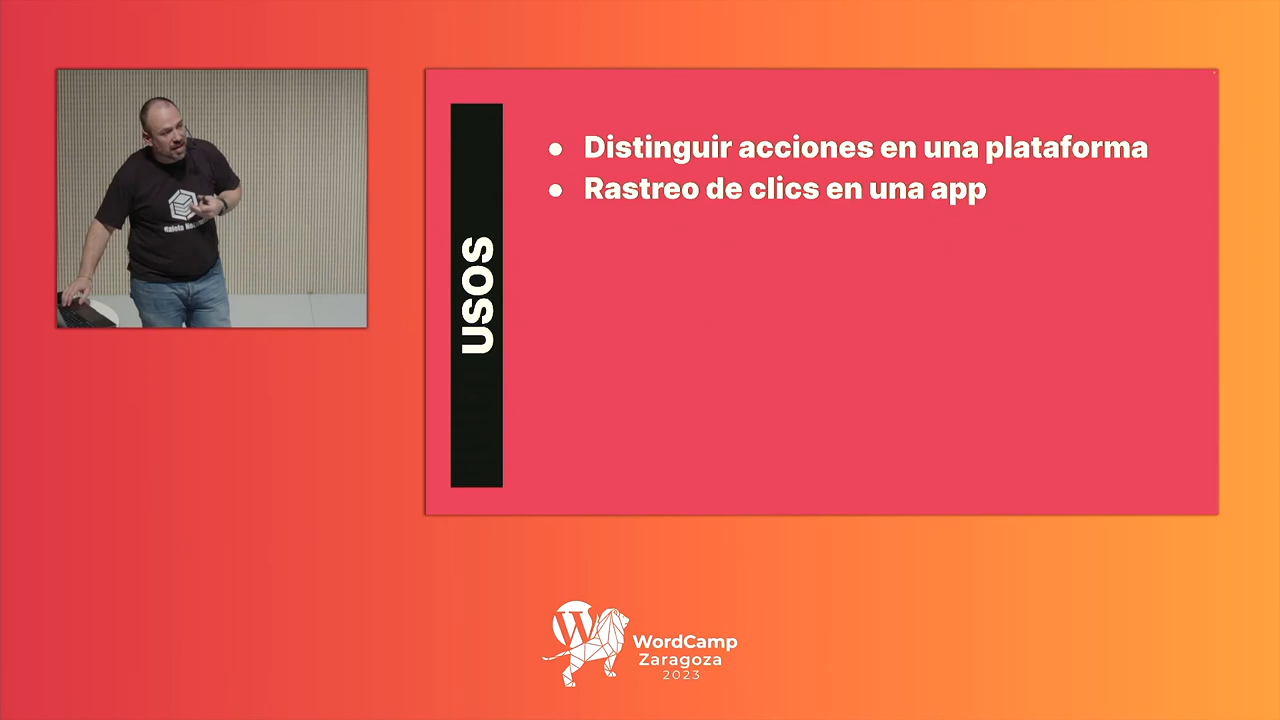 USOS
● Distinguir acciones en una plataforma
● Rastreo de clics en una app
WordCamp
Zaragoza
2023